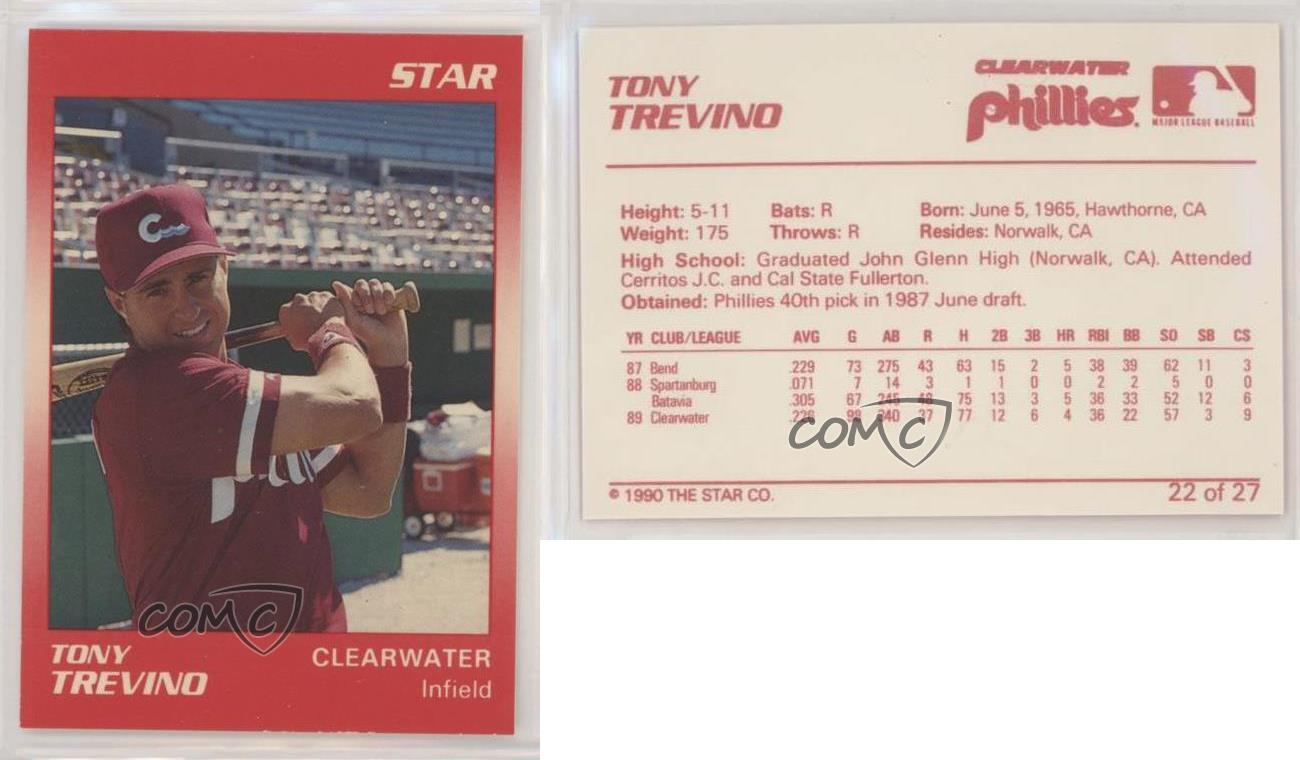 STAR
C
TONY
TREVINO
CLEARWATER
Infield
COMC
TONY
TREVINO
CLEARWATER
phillies
MAJOR LEAGUE BASEBALL
Height: 5-11 Bats: R Born: June 5, 1965, Hawthorne, CA
Weight: 175 Throws: R Resides: Norwalk, CA
High School: Graduated John Glenn High (Norwalk, CA). Attended
Cerritos J.C. and Cal State Fullerton.
Obtained: Phillies 40th pick in 1987 June draft.
YR CLUB/LEAGUE AVG G AB R H 2B 3B HR RBI BB SO SB CS
87 Bend .229 73 275 43 63 15 2 5 38 39 62 11 3
88 Spartanburg .071 7 14 3 1 1 0 0 2 2 5 0 0
Batavia .305 67 75 13 3 5 36 33 52 12 6
89 Clearwater .226 98 340 37 77 12 6 4 36 22 57 3 9
COMC
© 1990 THE STAR CO. 22 of 27